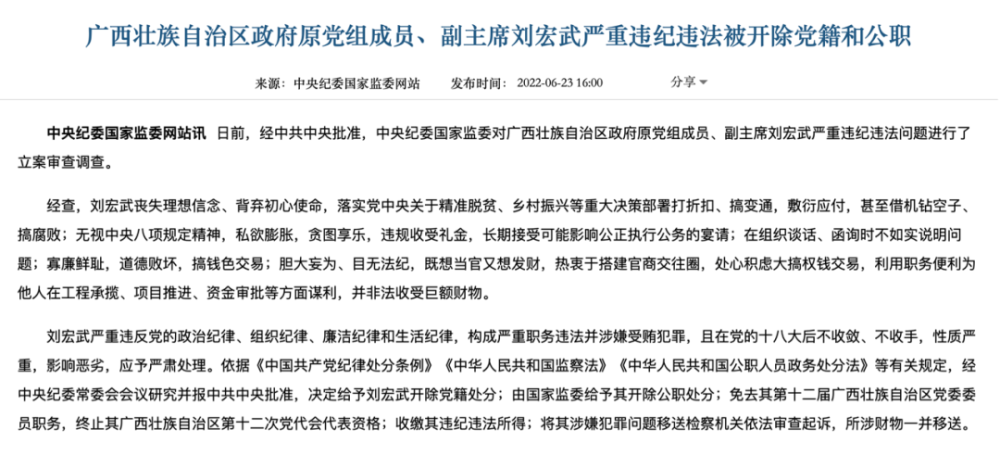 广西壮族自治区政府原党组成员、副主席刘宏武严重违纪违法被开除党籍和公职
来源：中央纪委国家监委网站 发布时间：2022-06-23 16:00 分享
中央纪委国家监委网站讯 日前，经中共中央批准，中央纪委国家监委对广西壮族自治区政府原党组成员、副主席刘宏武严重违纪违法问题进行了
立案审查调查。
经查，刘宏武丧失理想信念、背弃初心使命，落实党中央关于精准脱贫、乡村振兴等重大决策部署打折扣、搞变通，敷衍应付，甚至借机钻空子、
搞腐败；无视中央八项规定精神，私欲膨胀，贪图享乐，违规收受礼金，长期接受可能影响公正执行公务的宴请；在组织谈话、函询时不如实说明问
题；寡廉鲜耻，道德败坏，搞钱色交易；胆大妄为、目无法纪，既想当官又想发财，热衷于搭建官商交往圈，处心积虑大搞权钱交易，利用职务便利为
他人在工程承揽、项目推进、资金审批等方面谋利，并非法收受巨额财物。
刘宏武严重违反党的政治纪律、组织纪律、廉洁纪律和生活纪律，构成严重职务违法并涉嫌受贿犯罪，且在党的十八大后不收敛、不收手，性质严
重，影响恶劣，应予严肃处理。依据《中国共产党纪律处分条例》《中华人民共和国监察法》《中华人民共和国公职人员政务处分法》等有关规定，经
中央纪委常委会会议研究并报中共中央批准，决定给予刘宏武开除党籍处分；由国家监委给予其开除公职处分；免去其第十二届广西壮族自治区党委委
员职务，终止其广西壮族自治区第十二次党代会代表资格；收缴其违纪违法所得；将其涉嫌犯罪问题移送检察机关依法审查起诉，所涉财物一并移送。